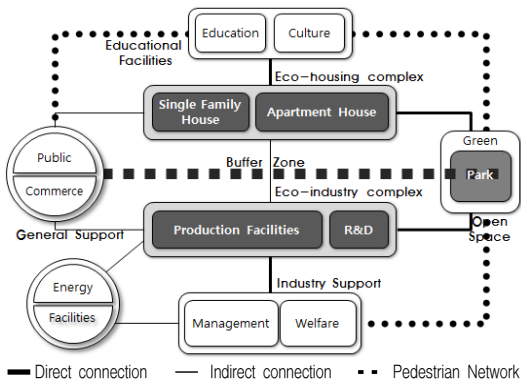 Education
Culture
Educational
Facilities
Eco-housing complex
Single Family
House
Apartment House
Public
Commerce
Green
Park
Buffer Zone
Eco-industry complex
General Support
Production Facilities
R&D
Open
Space
Energy
Facilities
Industry Support
Management
Welfare
Direct connection
Indirect connection
Pedestrian Network